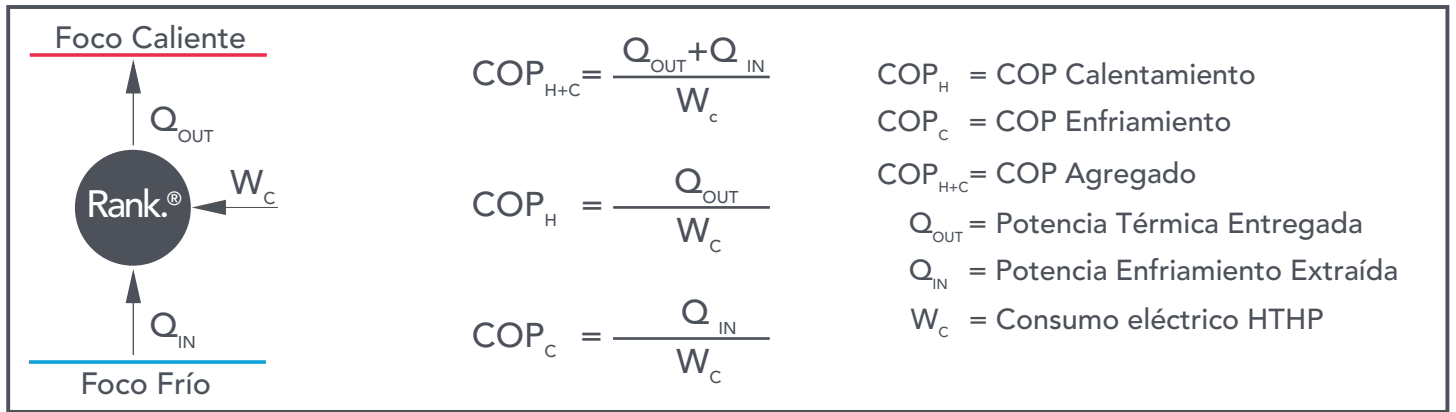 Foco Caliente
Q_OUT
Rank.®
W_C
Q_IN
Foco Frío
COP_H+C = (Q_OUT+Q_IN) / W_c
COP_H = Q_OUT / W_C
COP_C = Q_IN / W_C
COP_H = COP Calentamiento
COP_C = COP Enfriamiento
COP_H+C = COP Agregado
Q_OUT = Potencia Térmica Entregada
Q_IN = Potencia Enfriamiento Extraída
W_C = Consumo eléctrico HTHP